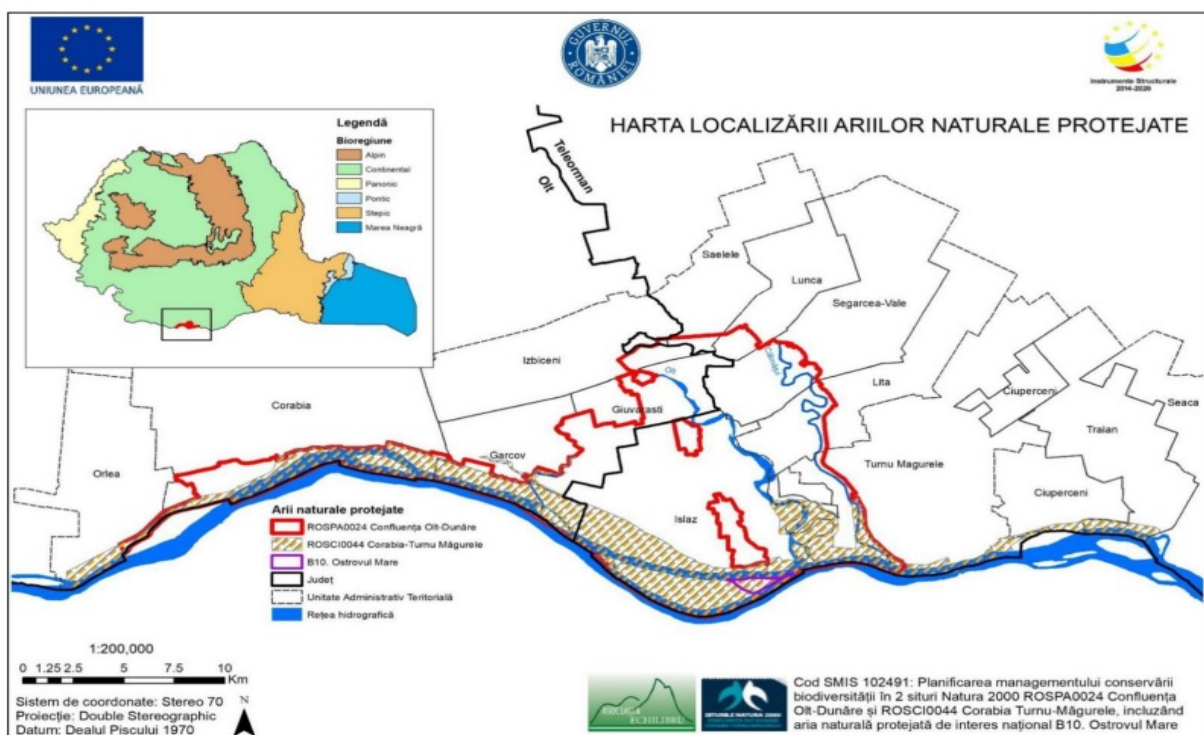 UNIUNEA EUROPEANĂ
GUVERNUL ROMÂNIEI
Instrumente Structurale
2014-2020
HARTA LOCALIZĂRII ARIILOR NATURALE PROTEJATE
Legendă
Bioregiune
Alpin
Continental
Panonic
Pontic
Stepic
Marea Neagră
Teleorman
Olt
Saelele
Lunca
Segarcea-Vale
Izbiceni
Corabia
Giuvarasti
Olt
Lita
Ciuperceni
Seaca
Traian
Orlea
Garcov
Turnu Magurele
Ciuperceni
Islaz
Arii naturale protejate
ROSPA0024 Confluența Olt-Dunăre
ROSCI0044 Corabia-Turnu Măgurele
B10. Ostrovul Mare
Județ
Unitate Administrativ Teritorială
Rețea hidrografică
1:200,000
0 1.25 2.5 5 7.5 10
Km
Sistem de coordonate: Stereo 70
Proiecție: Double Stereographic
Datum: Dealul Piscului 1970
N
ASOCIAȚIA
ECHILIBRU
SITURILE NATURA 2000
Cod SMIS 102491: Planificarea managementului conservării
biodiversității în 2 situri Natura 2000 ROSPA0024 Confluența
Olt-Dunăre și ROSCI0044 Corabia Turnu-Măgurele, incluzând
aria naturală protejată de interes național B10. Ostrovul Mare